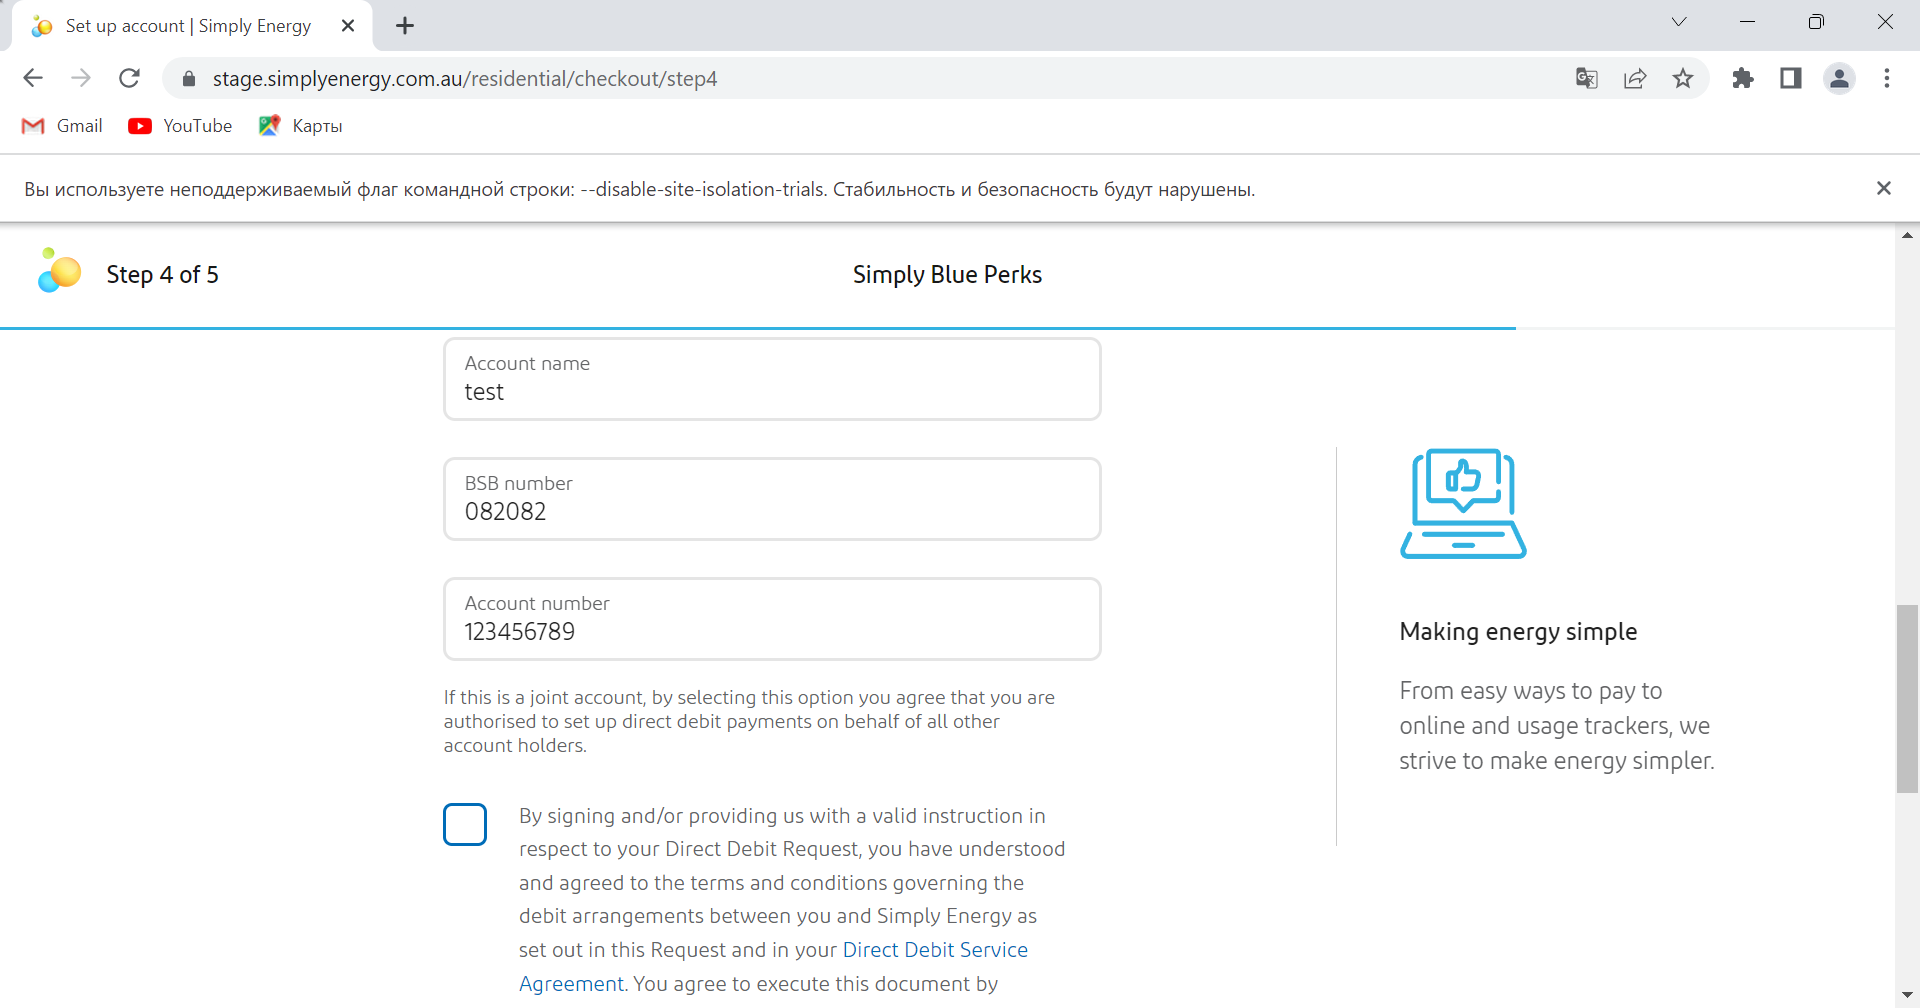 Set up account | Simply Energy
stage.simplyenergy.com.au/residential/checkout/step4
Gmail YouTube Карты
Вы используете неподдерживаемый флаг командной строки: --disable-site-isolation-trials. Стабильность и безопасность будут нарушены.
Step 4 of 5
Simply Blue Perks
Account name
test
BSB number
082082
Account number
123456789
If this is a joint account, by selecting this option you agree that you are
authorised to set up direct debit payments on behalf of all other
account holders.
By signing and/or providing us with a valid instruction in
respect to your Direct Debit Request, you have understood
and agreed to the terms and conditions governing the
debit arrangements between you and Simply Energy as
set out in this Request and in your Direct Debit Service
Agreement. You agree to execute this document by
Making energy simple
From easy ways to pay to
online and usage trackers, we
strive to make energy simpler.